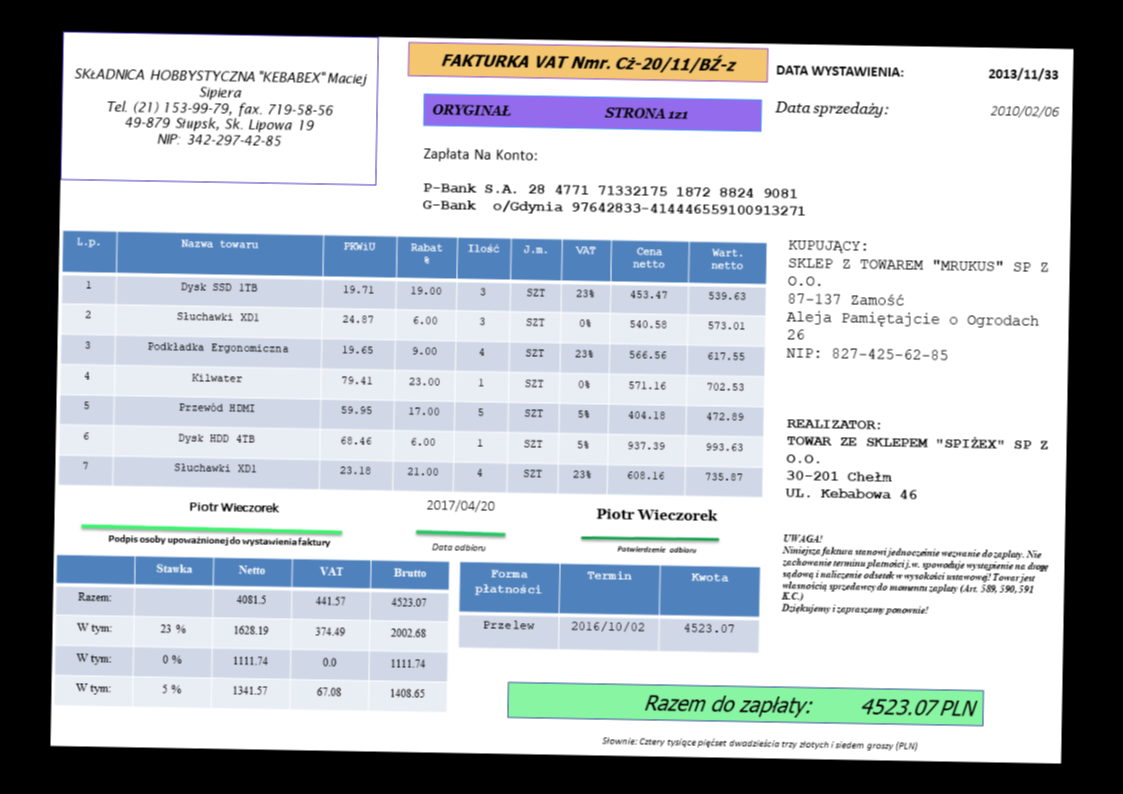 SKŁADNICA HOBBYSTYCZNA "KEBABEX" Maciej
Sipiera
Tel. (21) 153-99-79, fax. 719-58-56
49-879 Słupsk, Sk. Lipowa 19
NIP: 342-297-42-85
FAKTURKA VAT Nmr. Cż-20/11/BŹ-z
ORYGINAŁ STRONA 1z1
DATA WYSTAWIENIA: 2013/11/33
Data sprzedaży: 2010/02/06
Zapłata Na Konto:
P-Bank S.A. 28 4771 71332175 1872 8824 9081
G-Bank o/Gdynia 97642833-414446559100913271
L.p. Nazwa towaru PKWiU Rabat % Ilość J.m. VAT Cena netto Wart. netto
1 Dysk SSD 1TB 19.71 19.00 3 SZT 23% 453.47 539.63
2 Słuchawki XD1 24.87 6.00 3 SZT 0% 540.58 573.01
3 Podkładka Ergonomiczna 19.65 9.00 4 SZT 23% 566.56 617.55
4 Kilwater 79.41 23.00 1 SZT 0% 571.16 702.53
5 Przewód HDMI 59.95 17.00 5 SZT 5% 404.18 472.89
6 Dysk HDD 4TB 68.46 6.00 1 SZT 5% 937.39 993.63
7 Słuchawki XD1 23.18 21.00 4 SZT 23% 608.16 735.87
KUPUJĄCY:
SKLEP Z TOWAREM "MRUKUS" SP Z
O.O.
87-137 Zamość
Aleja Pamiętajcie o Ogrodach
26
NIP: 827-425-62-85
REALIZATOR:
TOWAR ZE SKLEPEM "SPIŻEX" SP Z
O.O.
30-201 Chełm
UL. Kebabowa 46
Piotr Wieczorek
Podpis osoby upoważnionej do wystawienia faktury
2017/04/20
Data odbioru
Piotr Wieczorek
Potwierdzenie odbioru
UWAGA!
Niniejsza faktura stanowi jednocześnie wezwanie do zapłaty. Nie
zachowanie terminu płatności j.w. spowoduje wystąpienie na drogę
sądową i naliczenie odsetek w wysokości ustawowej! Towar jest
własnością sprzedawcy do momentu zapłaty (Art. 589, 590, 591
K.C.)
Dziękujemy i zapraszamy ponownie!
Stawka Netto VAT Brutto
Razem: 4081.5 441.57 4523.07
W tym: 23 % 1628.19 374.49 2002.68
W tym: 0 % 1111.74 0.0 1111.74
W tym: 5 % 1341.57 67.08 1408.65
Forma płatności Termin Kwota
Przelew 2016/10/02 4523.07
Razem do zapłaty: 4523.07 PLN
Słownie: Cztery tysiące pięćset dwadzieścia trzy złotych i siedem groszy (PLN)